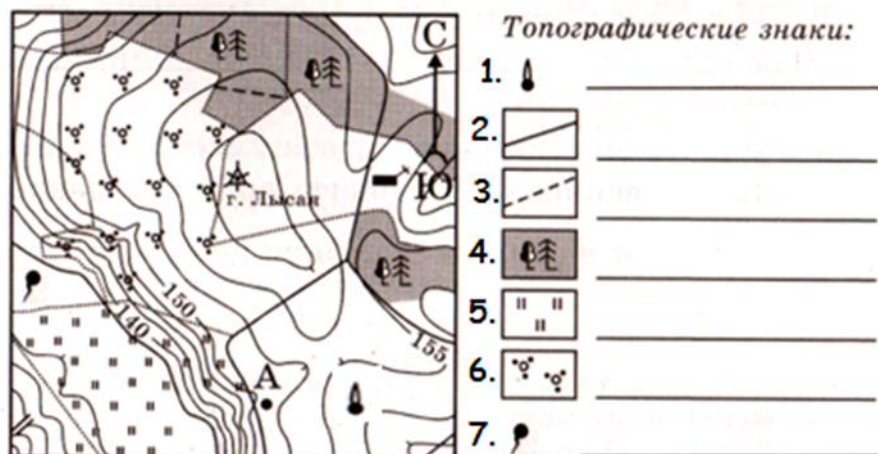 Топографические знаки:
С
Ю
г. Лысая
150
140
155
А
1.
2.
3.
4.
5.
6.
7.